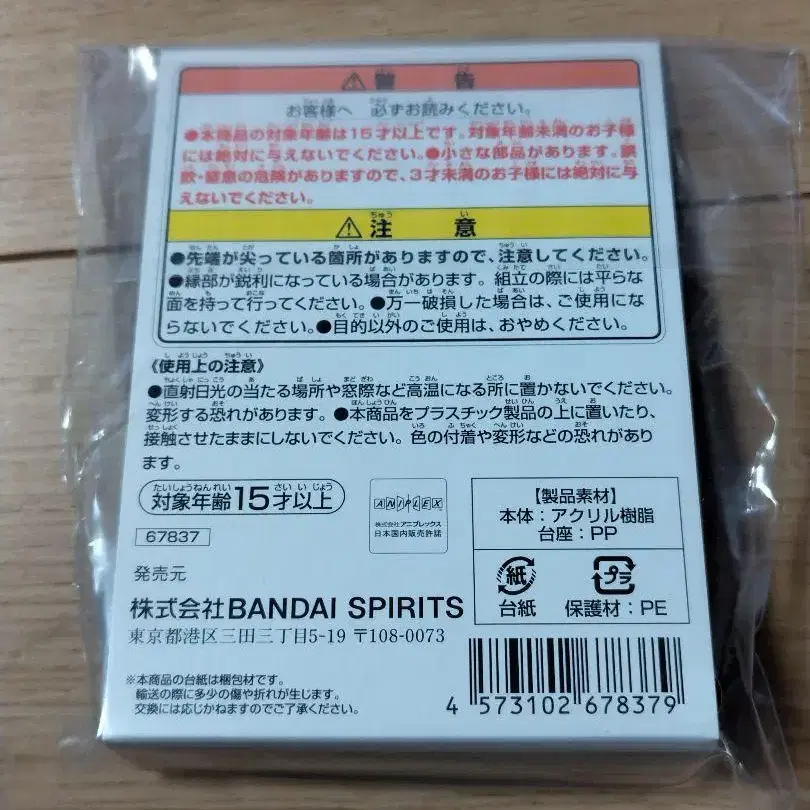 ⚠警告
お客様へ 必ずお読みください。
●本商品の対象年齢は15才以上です。対象年齢未満のお子様
には絶対に与えないでください。●小さな部品があります。誤
飲・窒息の危険がありますので、3才未満のお子様には絶対に与
えないでください。
⚠注意
●先端が尖っている箇所がありますので、注意してください。
●縁部が鋭利になっている場合があります。組立の際には平らな
面を持って行ってください。●万一破損した場合は、ご使用にな
らないでください。●目的以外のご使用は、おやめください。
《使用上の注意》
●直射日光の当たる場所や窓際など高温になる所に置かないでください。
変形する恐れがあります。●本商品をプラスチック製品の上に置いたり、
接触させたままにしないでください。色の付着や変形などの恐れがあり
ます。
対象年齢15才以上
67837
ANIPLEX
株式会社アニプレックス
日本国内販売許諾
【製品素材】
本体:アクリル樹脂
台座:PP
紙
台紙
プラ
保護材:PE
発売元
株式会社BANDAI SPIRITS
東京都港区三田三丁目5-19 〒108-0073
※本商品の台紙は梱包材です。
輸送の際に多少の傷や折れが生じます。
交換には応じかねますのでご了承ください。
4 573102 678379